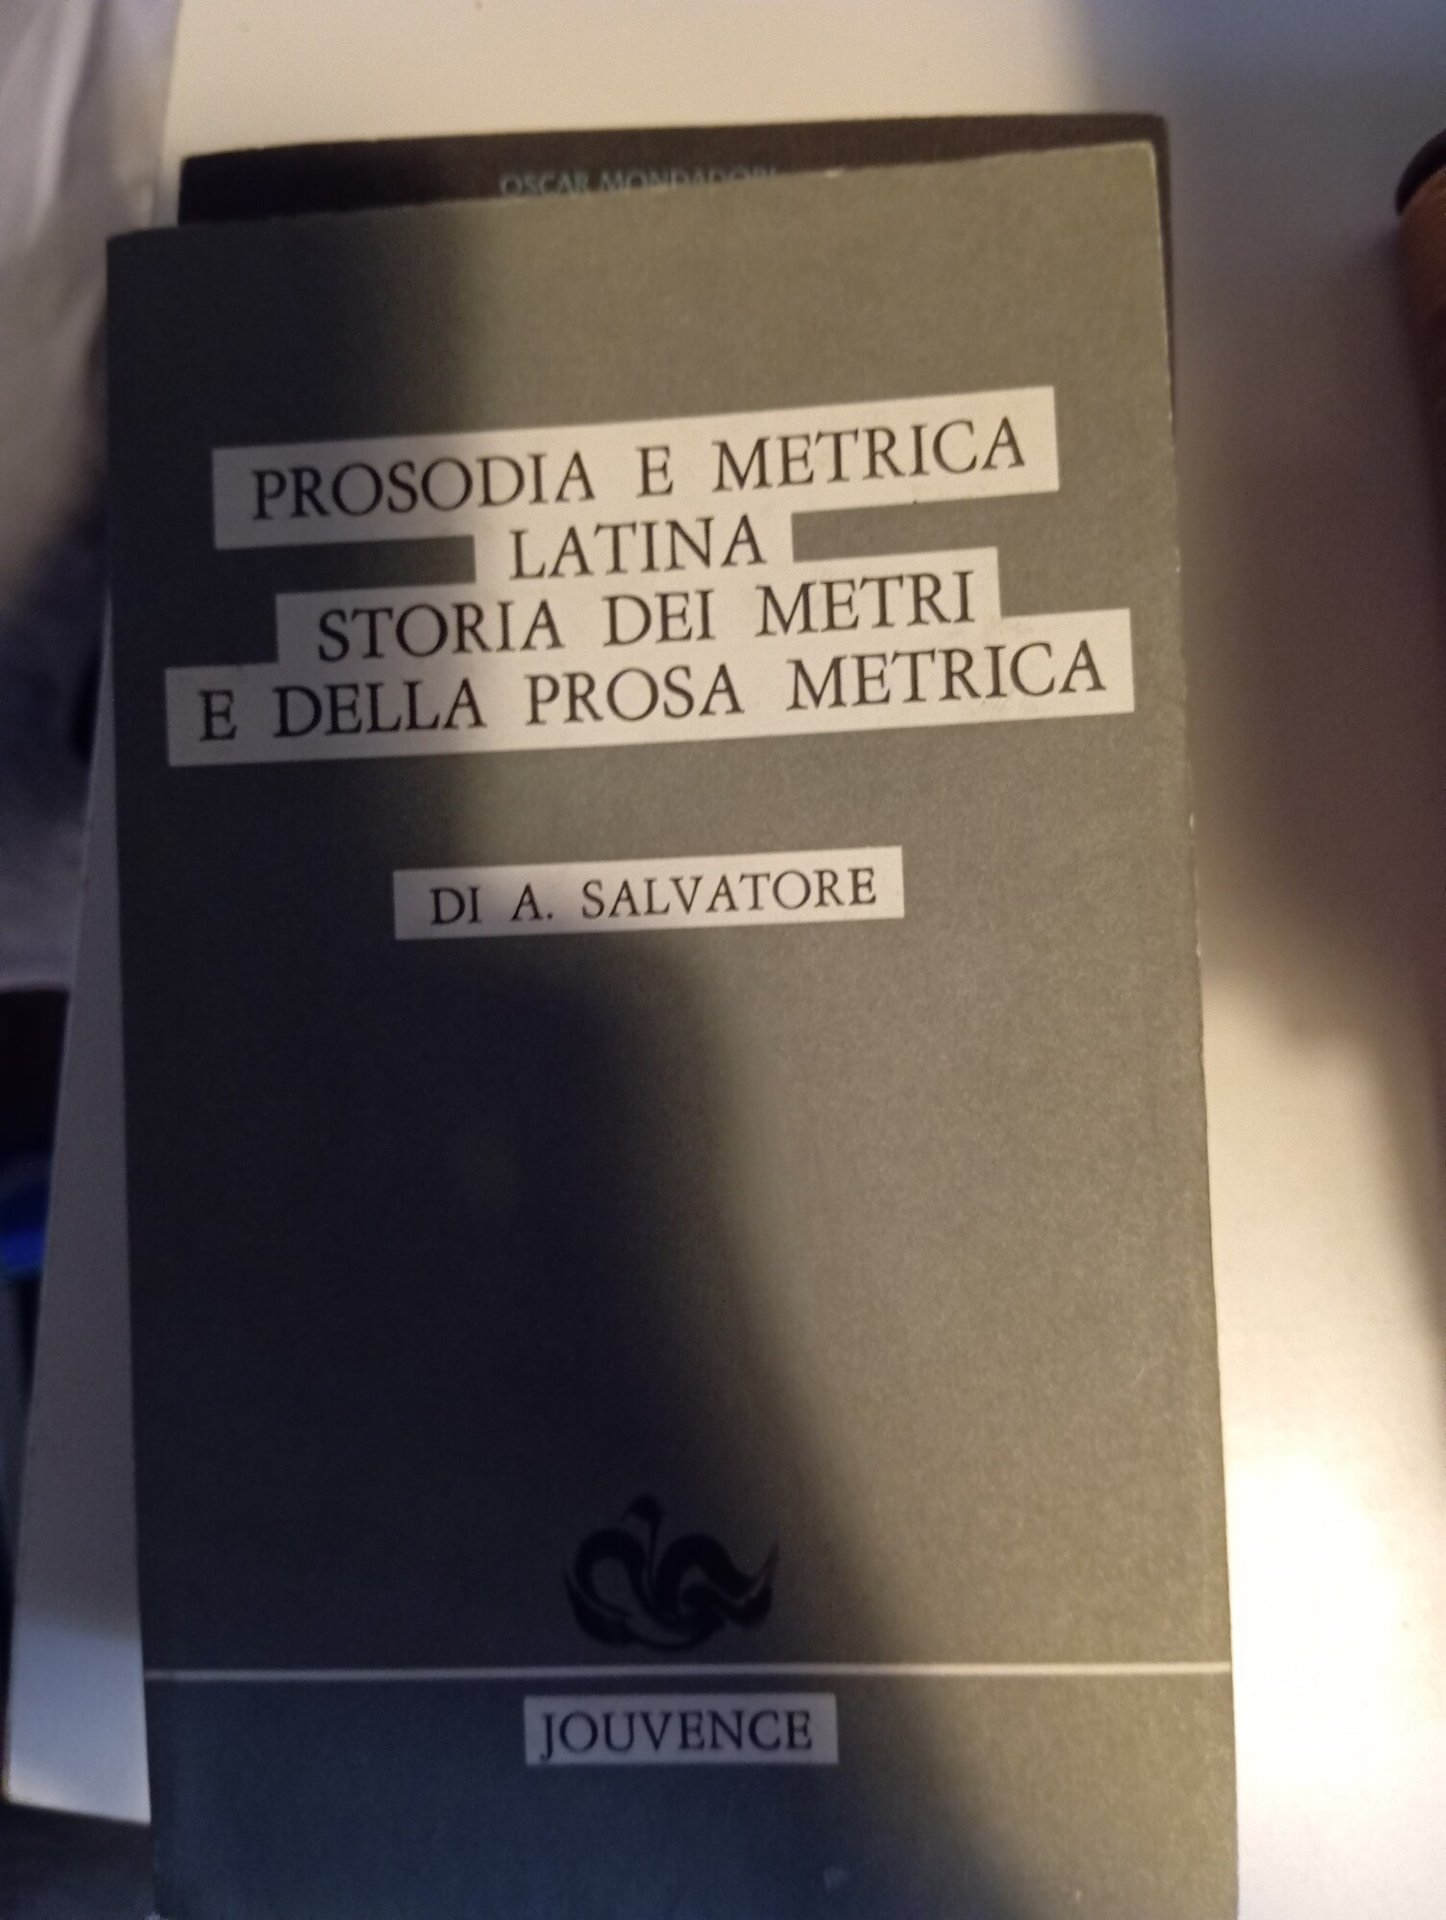 OSCAR MONDADORI
PROSODIA E METRICA
LATINA
STORIA DEI METRI
E DELLA PROSA METRICA
DI A. SALVATORE
JOUVENCE